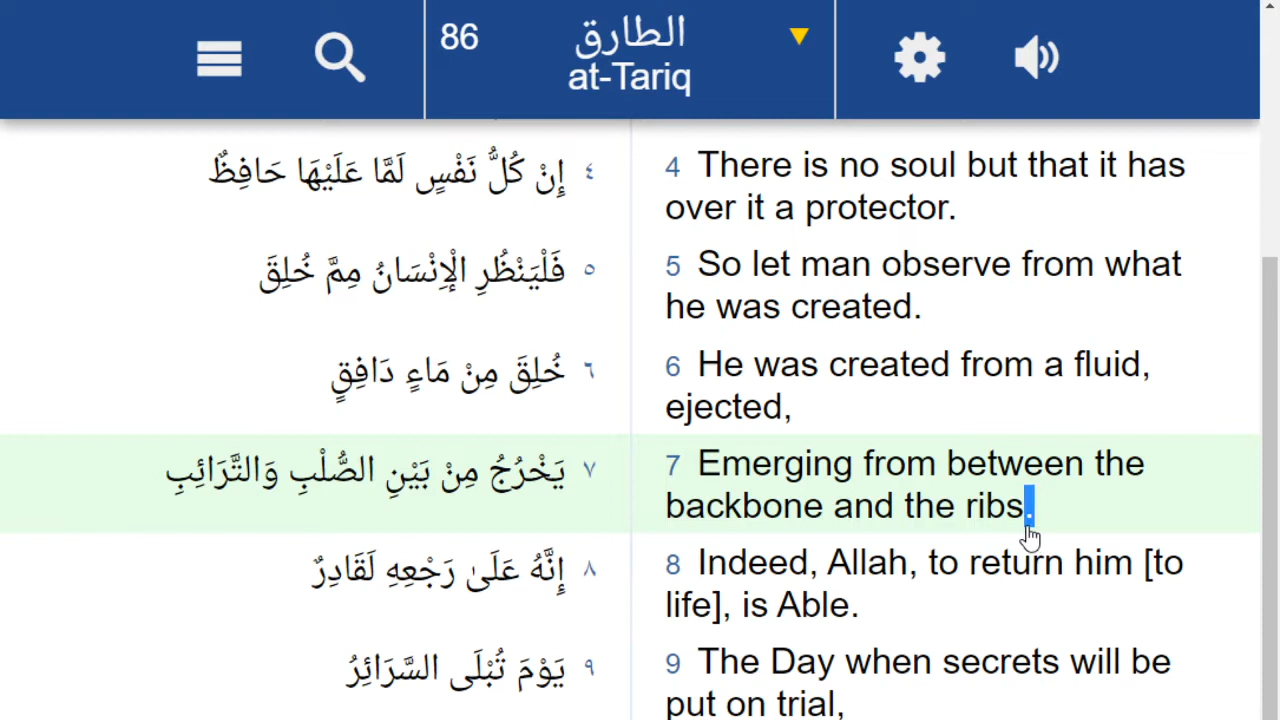 86
الطارق
at-Tariq
٤ إِنْ كُلُّ نَفْسٍ لَمَّا عَلَيْهَا حَافِظٌ
4 There is no soul but that it has
over it a protector.
٥ فَلْيَنْظُرِ الْإِنْسَانُ مِمَّ خُلِقَ
5 So let man observe from what
he was created.
٦ خُلِقَ مِنْ مَاءٍ دَافِقٍ
6 He was created from a fluid,
ejected,
٧ يَخْرُجُ مِنْ بَيْنِ الصُّلْبِ وَالتَّرَائِبِ
7 Emerging from between the
backbone and the ribs.
٨ إِنَّهُ عَلَىٰ رَجْعِهِ لَقَادِرٌ
8 Indeed, Allah, to return him [to
life], is Able.
٩ يَوْمَ تُبْلَى السَّرَائِرُ
9 The Day when secrets will be
put on trial,